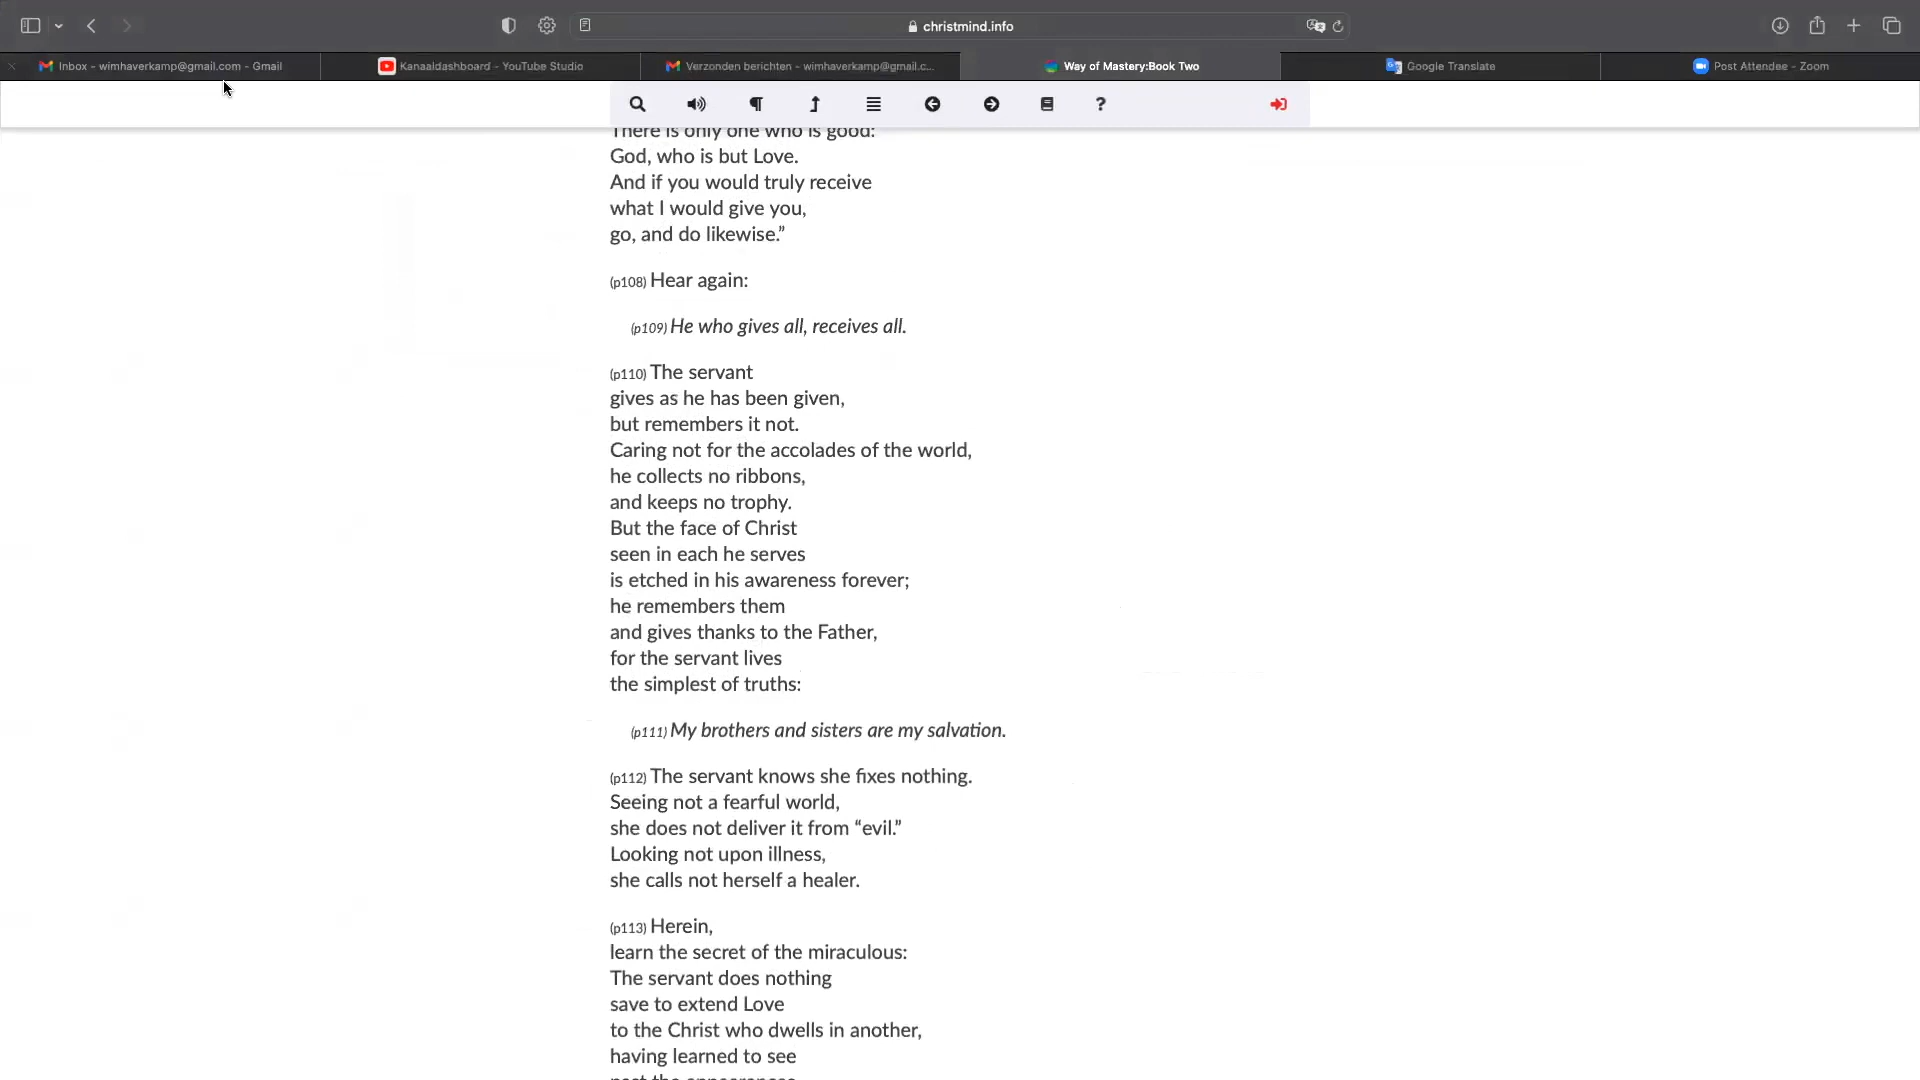 christmind.info
Inbox – wimhaverkamp@gmail.com – Gmail
Kanaaldashboard - YouTube Studio
Verzonden berichten – wimhaverkamp@gmail.c...
Way of Mastery:Book Two
Google Translate
Post Attendee - Zoom
?
There is only one who is good:
God, who is but Love.
And if you would truly receive
what I would give you,
go, and do likewise.”
(p108) Hear again:
(p109) He who gives all, receives all.
(p110) The servant
gives as he has been given,
but remembers it not.
Caring not for the accolades of the world,
he collects no ribbons,
and keeps no trophy.
But the face of Christ
seen in each he serves
is etched in his awareness forever;
he remembers them
and gives thanks to the Father,
for the servant lives
the simplest of truths:
(p111) My brothers and sisters are my salvation.
(p112) The servant knows she fixes nothing.
Seeing not a fearful world,
she does not deliver it from “evil.”
Looking not upon illness,
she calls not herself a healer.
(p113) Herein,
learn the secret of the miraculous:
The servant does nothing
save to extend Love
to the Christ who dwells in another,
having learned to see